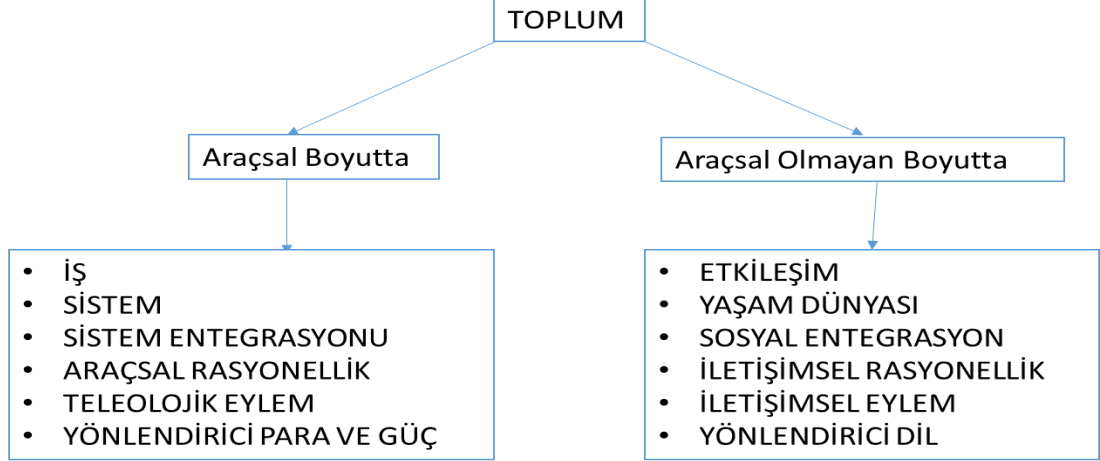 TOPLUM
Araçsal Boyutta
Araçsal Olmayan Boyutta
• İŞ
• SİSTEM
• SİSTEM ENTEGRASYONU
• ARAÇSAL RASYONELLİK
• TELEOLOJİK EYLEM
• YÖNLENDİRİCİ PARA VE GÜÇ
• ETKİLEŞİM
• YAŞAM DÜNYASI
• SOSYAL ENTEGRASYON
• İLETİŞİMSEL RASYONELLİK
• İLETİŞİMSEL EYLEM
• YÖNLENDİRİCİ DİL